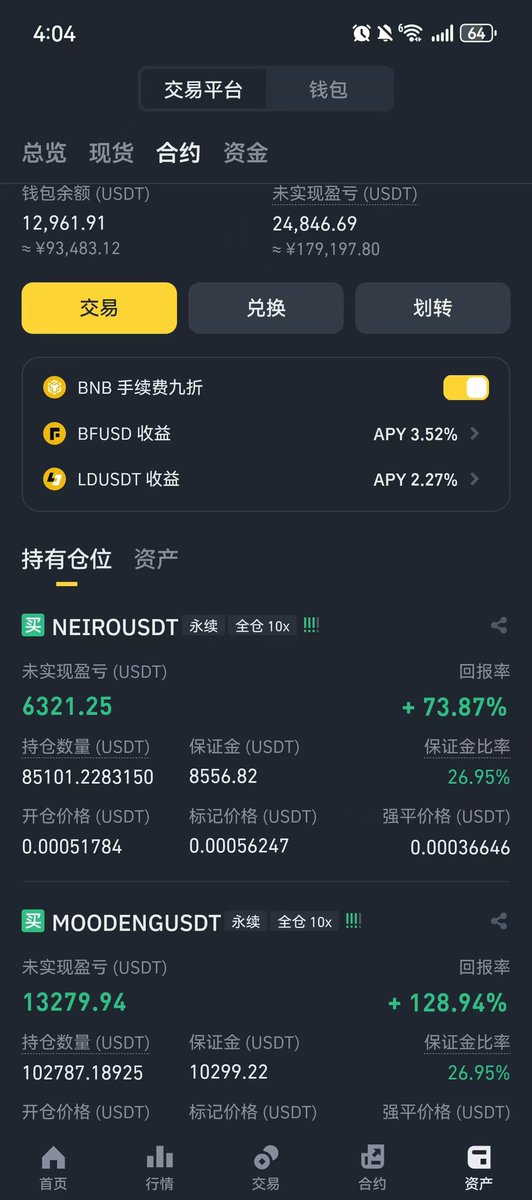 4:04 6 64
交易平台 钱包
总览 现货 合约 资金
钱包余额 (USDT) 未实现盈亏 (USDT)
12,961.91 24,846.69
≈ ¥93,483.12 ≈ ¥179,197.80
交易 兑换 划转
BNB 手续费九折
BFUSD 收益 APY 3.52%
LDUSDT 收益 APY 2.27%
持有仓位 资产
买 NEIROUSDT 永续 全仓 10x
未实现盈亏 (USDT) 回报率
6321.25 + 73.87%
持仓数量 (USDT) 保证金 (USDT) 保证金比率
85101.2283150 8556.82 26.95%
开仓价格 (USDT) 标记价格 (USDT) 强平价格 (USDT)
0.00051784 0.00056247 0.00036646
买 MOODENGUSDT 永续 全仓 10x
未实现盈亏 (USDT) 回报率
13279.94 + 128.94%
持仓数量 (USDT) 保证金 (USDT) 保证金比率
102787.18925 10299.22 26.95%
开仓价格 (USDT) 标记价格 (USDT) 强平价格 (USDT)
首页 行情 交易 合约 资产